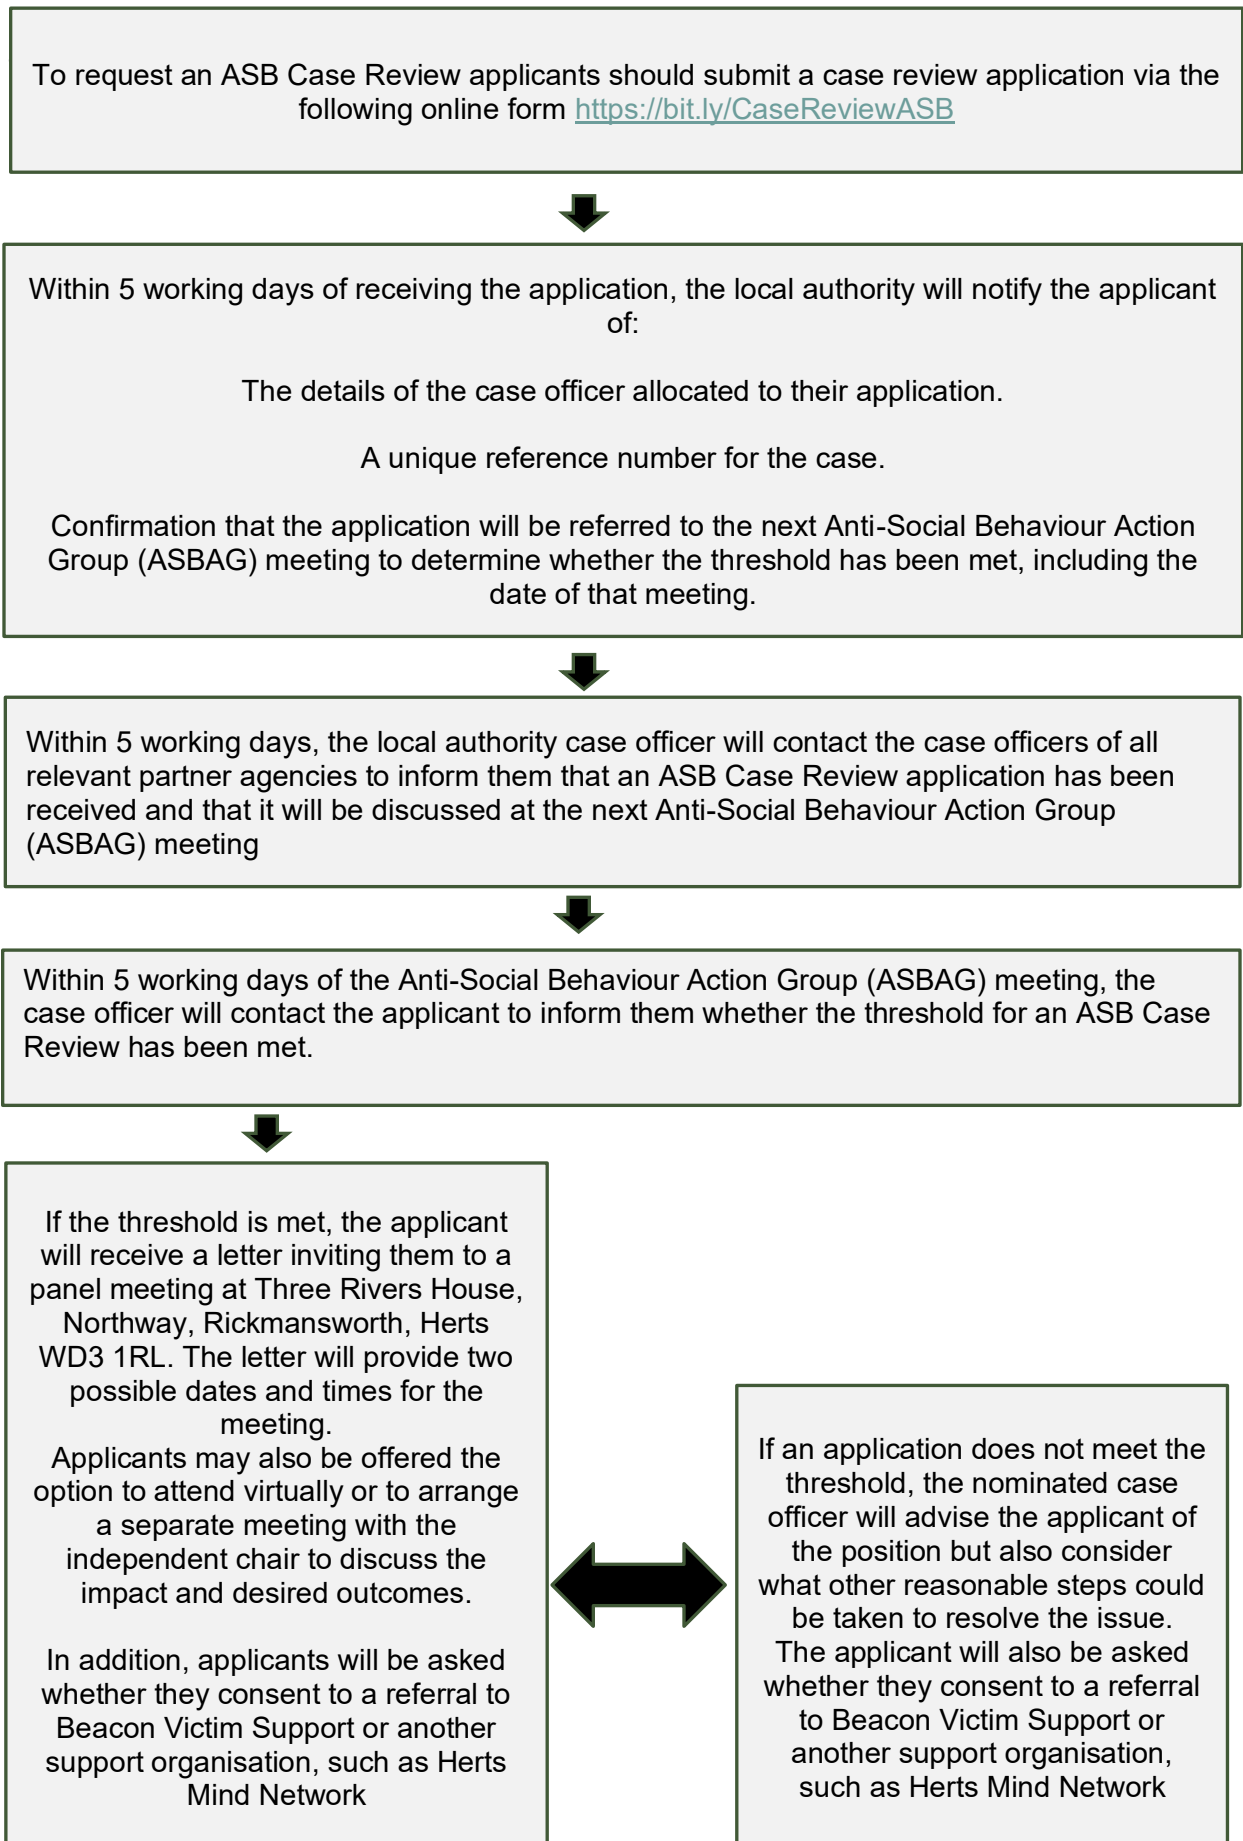 To request an ASB Case Review applicants should submit a case review application via the
following online form https://bit.ly/CaseReviewASB
Within 5 working days of receiving the application, the local authority will notify the applicant
of:
The details of the case officer allocated to their application.
A unique reference number for the case.
Confirmation that the application will be referred to the next Anti-Social Behaviour Action
Group (ASBAG) meeting to determine whether the threshold has been met, including the
date of that meeting.
Within 5 working days, the local authority case officer will contact the case officers of all
relevant partner agencies to inform them that an ASB Case Review application has been
received and that it will be discussed at the next Anti-Social Behaviour Action Group
(ASBAG) meeting
Within 5 working days of the Anti-Social Behaviour Action Group (ASBAG) meeting, the
case officer will contact the applicant to inform them whether the threshold for an ASB Case
Review has been met.
If the threshold is met, the applicant
will receive a letter inviting them to a
panel meeting at Three Rivers House,
Northway, Rickmansworth, Herts
WD3 1RL. The letter will provide two
possible dates and times for the
meeting.
Applicants may also be offered the
option to attend virtually or to arrange
a separate meeting with the
independent chair to discuss the
impact and desired outcomes.
In addition, applicants will be asked
whether they consent to a referral to
Beacon Victim Support or another
support organisation, such as Herts
Mind Network
If an application does not meet the
threshold, the nominated case
officer will advise the applicant of
the position but also consider
what other reasonable steps could
be taken to resolve the issue.
The applicant will also be asked
whether they consent to a referral
to Beacon Victim Support or
another support organisation,
such as Herts Mind Network